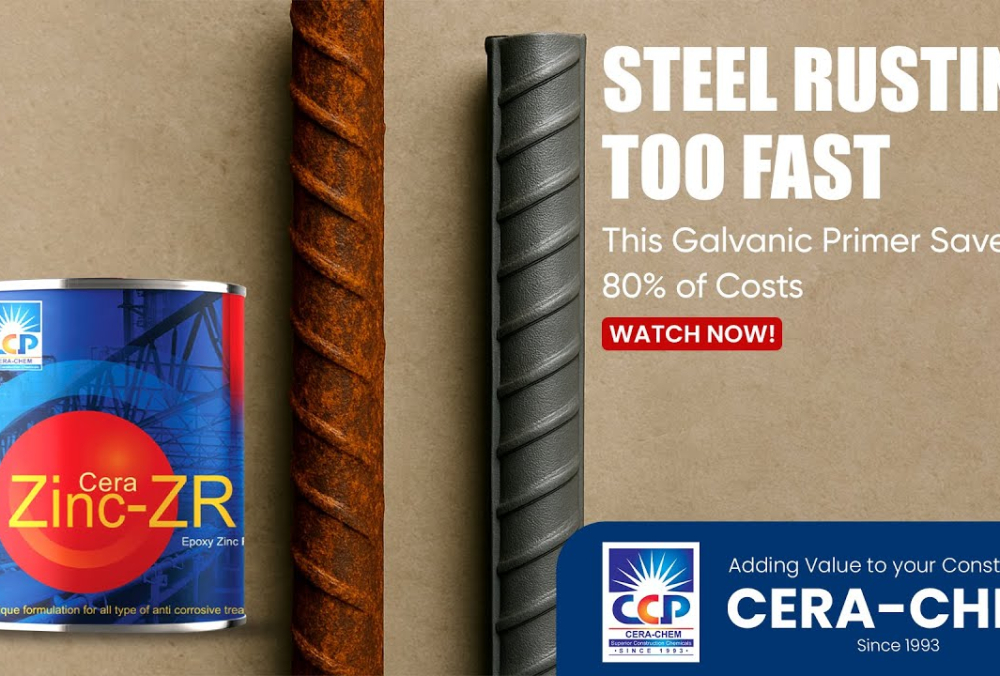 STEEL RUSTIN
TOO FAST
This Galvanic Primer Save
80% of Costs
WATCH NOW!
CCP
CERA-CHEM
Cera
Zinc-ZR
Epoxy Zinc
que formulation for all type of anti corrosive trea
CCP
CERA-CHEM
Superior Construction Chemicals
• SINCE 1993 •
Adding Value to your Const
CERA-CHE
Since 1993